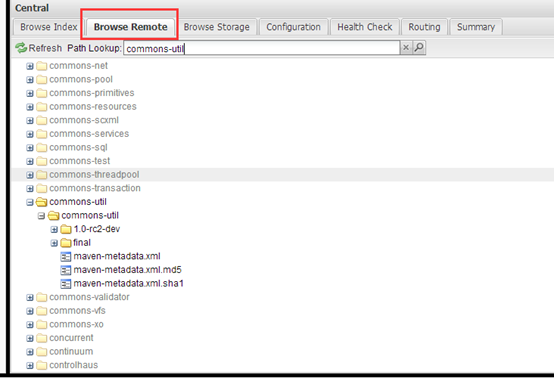 Central
Browse Index Browse Remote Browse Storage Configuration Health Check Routing Summary
Refresh Path Lookup: commons-util
commons-net
commons-pool
commons-primitives
commons-resources
commons-scxml
commons-services
commons-sql
commons-test
commons-threadpool
commons-transaction
commons-util
commons-util
1.0-rc2-dev
final
maven-metadata.xml
maven-metadata.xml.md5
maven-metadata.xml.sha1
commons-validator
commons-vfs
commons-xo
concurrent
continuum
controlhaus